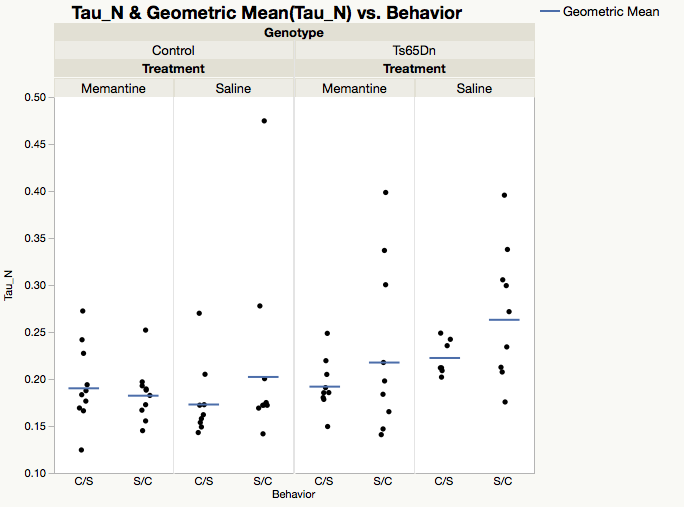 Tau_N & Geometric Mean(Tau_N) vs. Behavior
Geometric Mean
Genotype
Control Ts65Dn
Treatment Treatment
Memantine Saline Memantine Saline
0.50
0.45
0.40
0.35
0.30
0.25
0.20
0.15
0.10
Tau_N
C/S S/C C/S S/C C/S S/C C/S S/C
Behavior